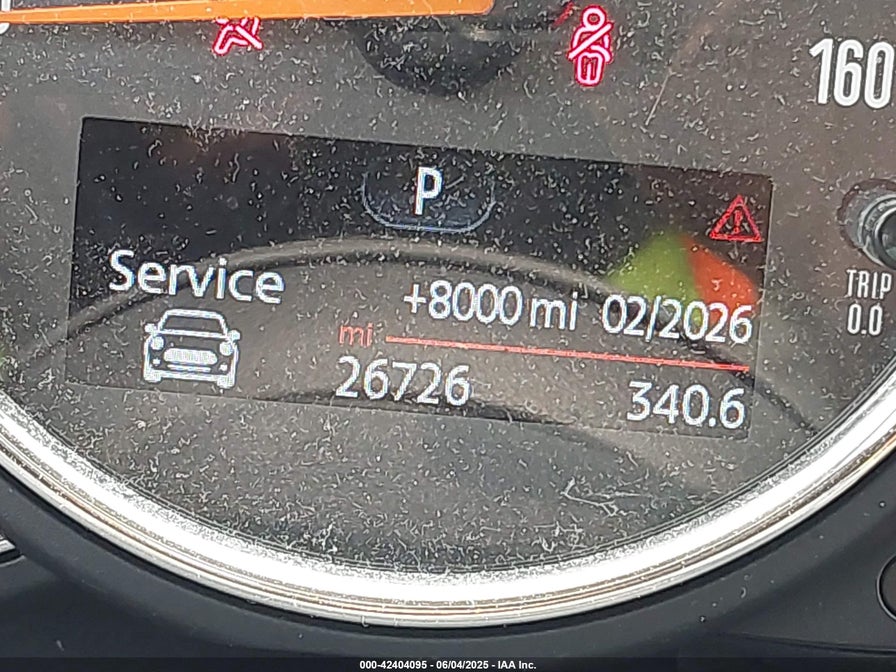 160
P
Service
+8000 mi 02/2026
mi
26726 340.6
TRIP
0.0
000-42404095 - 06/04/2025 - IAA Inc.